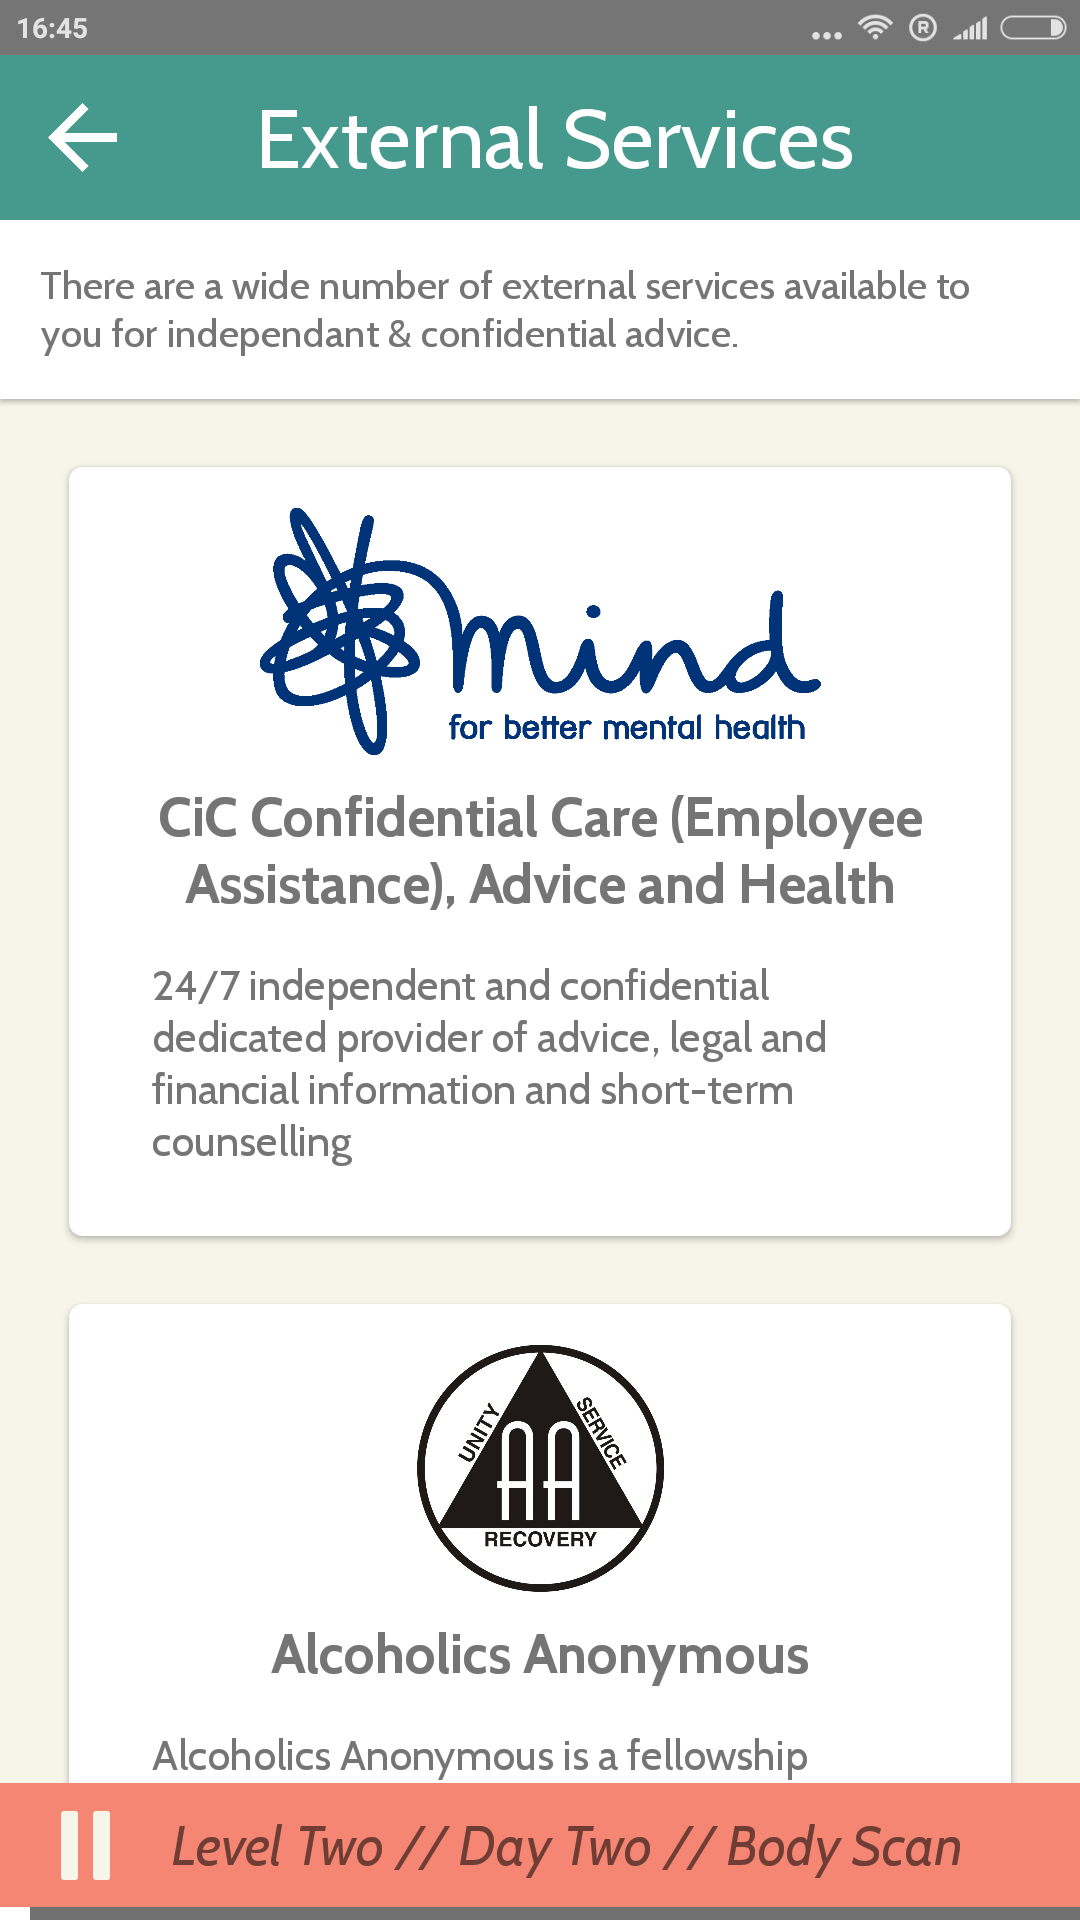 16:45
External Services
There are a wide number of external services available to
you for independant & confidential advice.
mind
for better mental health
CiC Confidential Care (Employee
Assistance), Advice and Health
24/7 independent and confidential
dedicated provider of advice, legal and
financial information and short-term
counselling
UNITY
SERVICE
AA
RECOVERY
Alcoholics Anonymous
Alcoholics Anonymous is a fellowship
Level Two // Day Two // Body Scan